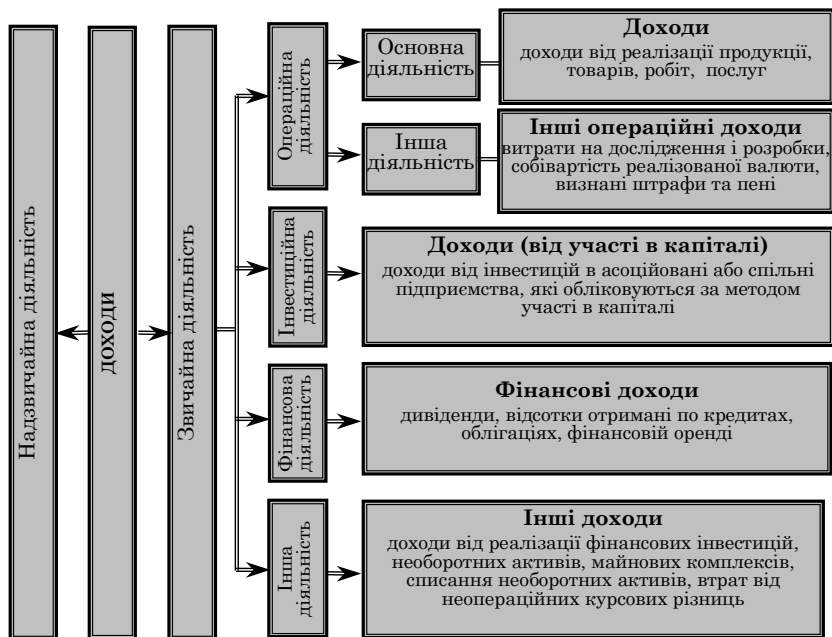 Надзвичайна діяльність
ДОХОДИ
Звичайна діяльність
Операційна
діяльність
Основна
діяльність
Доходи
доходи від реалізації продукції,
товарів, робіт, послуг
Інша
діяльність
Інші операційні доходи
витрати на дослідження і розробки,
собівартість реалізованої валюти,
визнані штрафи та пені
Інвестиційна
діяльність
Доходи (від участі в капіталі)
доходи від інвестицій в асоційовані або спільні
підприємства, які обліковуються за методом
участі в капіталі
Фінансова
діяльність
Фінансові доходи
дивіденди, відсотки отримані по кредитах,
облігаціях, фінансовій оренді
Інша
діяльність
Інші доходи
доходи від реалізації фінансових інвестицій,
необоротних активів, майнових комплексів,
списання необоротних активів, втрат від
неопераційних курсових різниць